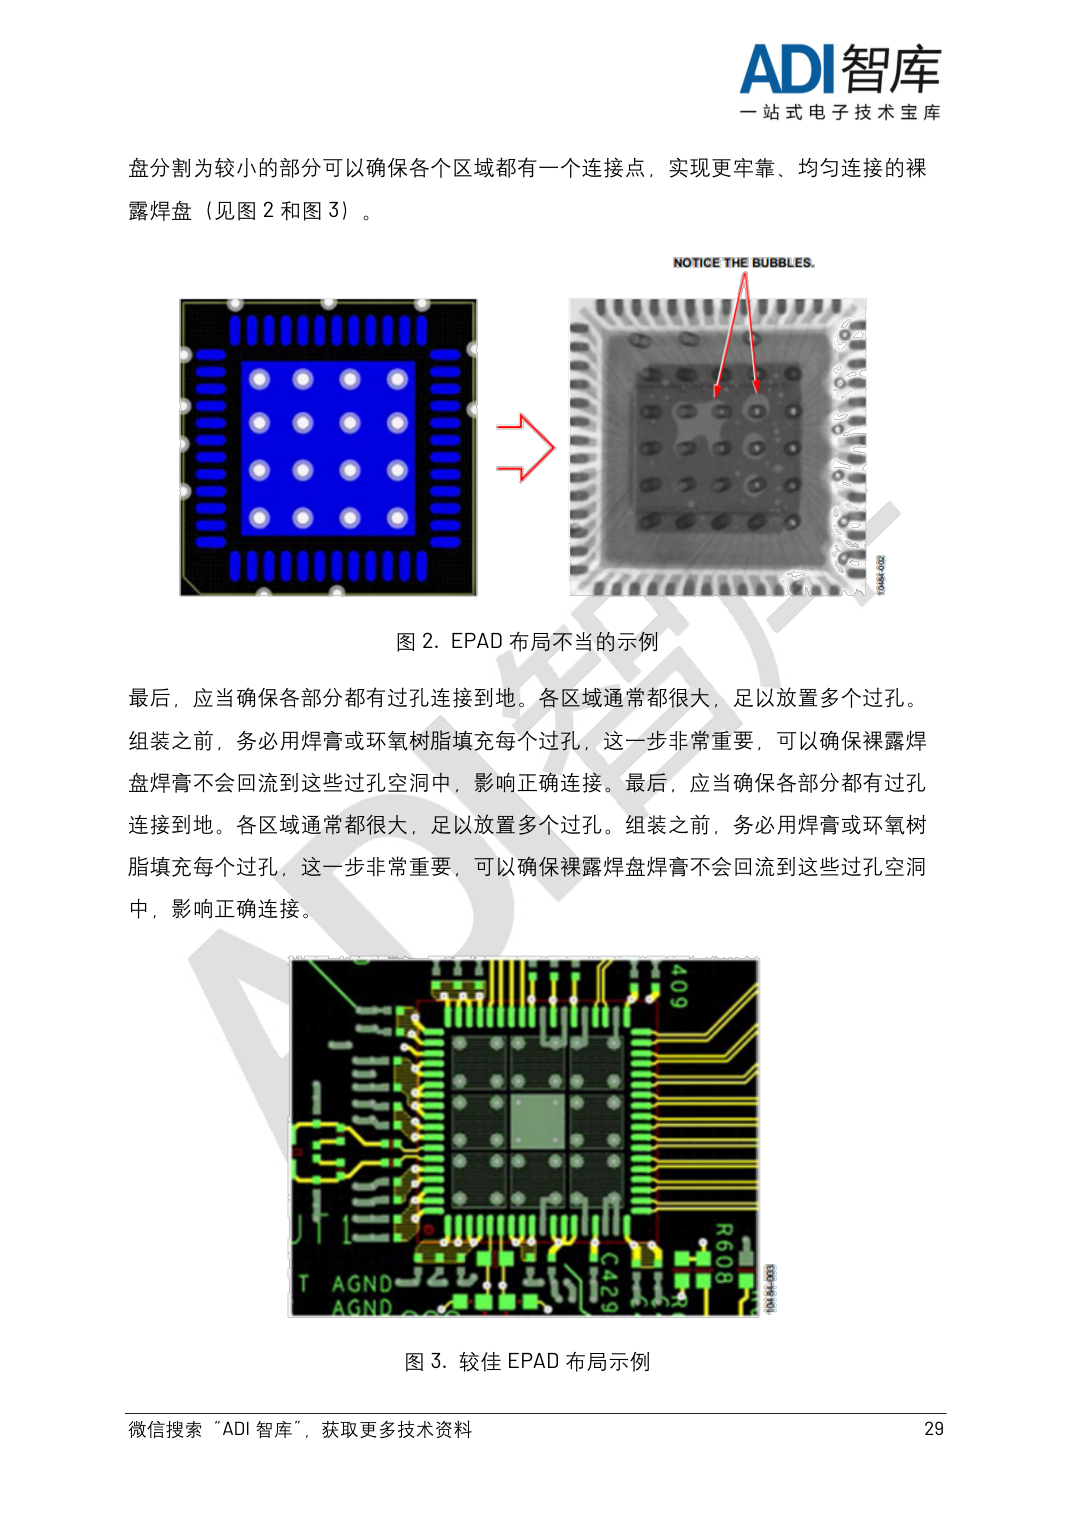 ADI智库
一站式电子技术宝库
盘分割为较小的部分可以确保各个区域都有一个连接点，实现更牢靠、均匀连接的裸
露焊盘（见图 2 和图 3）。
NOTICE THE BUBBLES.
10484-002
图 2. EPAD 布局不当的示例
最后，应当确保各部分都有过孔连接到地。各区域通常都很大，足以放置多个过孔。
组装之前，务必用焊膏或环氧树脂填充每个过孔，这一步非常重要，可以确保裸露焊
盘焊膏不会回流到这些过孔空洞中，影响正确连接。最后，应当确保各部分都有过孔
连接到地。各区域通常都很大，足以放置多个过孔。组装之前，务必用焊膏或环氧树
脂填充每个过孔，这一步非常重要，可以确保裸露焊盘焊膏不会回流到这些过孔空洞
中，影响正确连接。
ADI智库
409
UT1
R608
C429
T AGND
AGND
10484-003
图 3. 较佳 EPAD 布局示例
微信搜索“ADI 智库”，获取更多技术资料
29